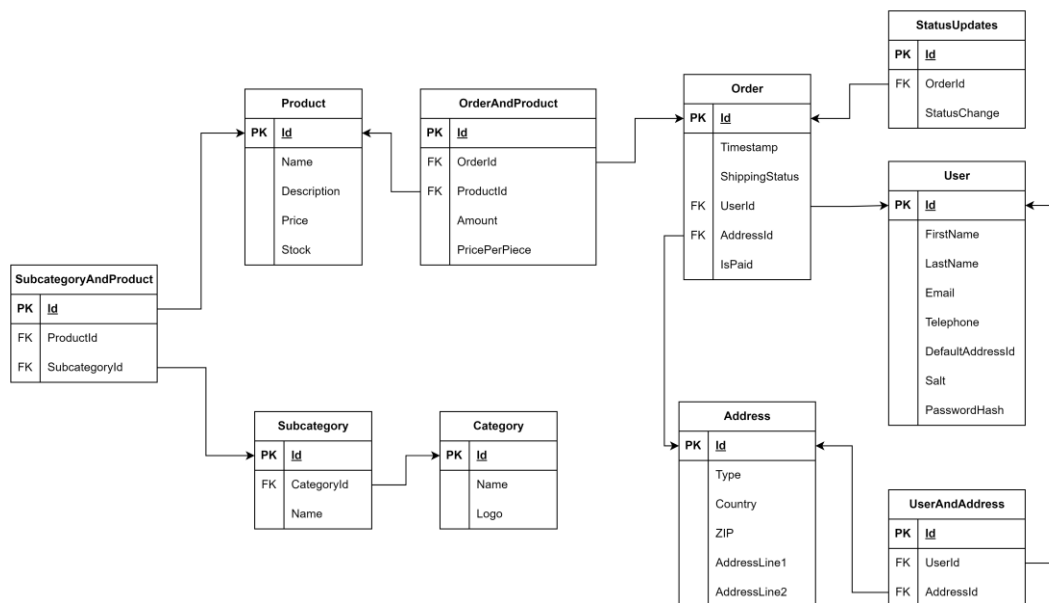 StatusUpdates
PK Id
FK OrderId
StatusChange
Product
PK Id
Name
Description
Price
Stock
OrderAndProduct
PK Id
FK OrderId
FK ProductId
Amount
PricePerPiece
Order
PK Id
Timestamp
ShippingStatus
FK UserId
FK AddressId
IsPaid
User
PK Id
FirstName
LastName
Email
Telephone
DefaultAddressId
Salt
PasswordHash
SubcategoryAndProduct
PK Id
FK ProductId
FK SubcategoryId
Subcategory
PK Id
FK CategoryId
Name
Category
PK Id
Name
Logo
Address
PK Id
Type
Country
ZIP
AddressLine1
AddressLine2
UserAndAddress
PK Id
FK UserId
FK AddressId